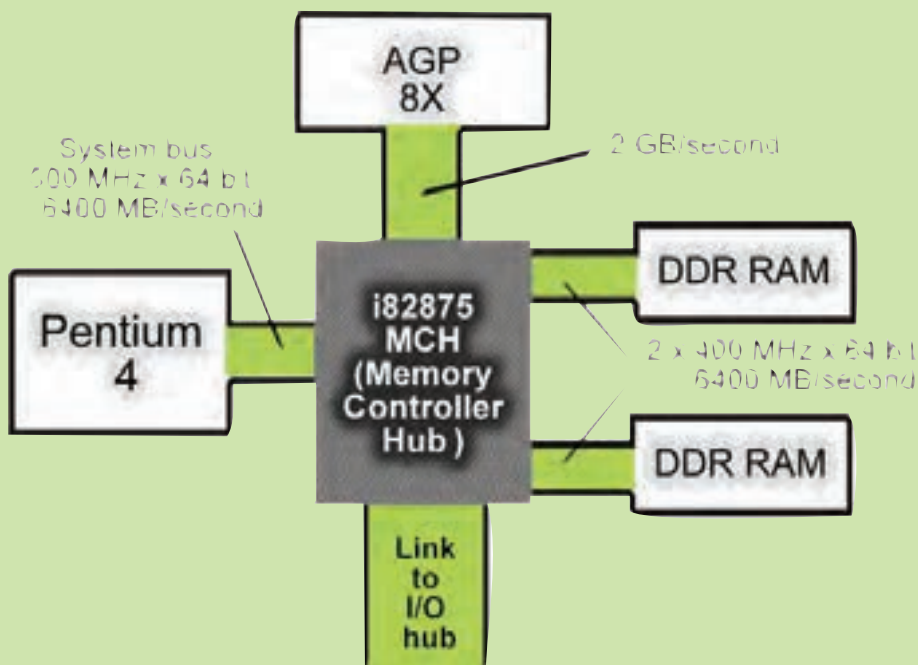 AGP
8X
System bus
MHz x 64 bit
6400 MB/second
2 GB/second
Pentium
4
i82875
MCH
(Memory
Controller
Hub )
DDR RAM
2 x 400 MHz x 64 bit
6400 MB/second
DDR RAM
Link
to
I/O
hub